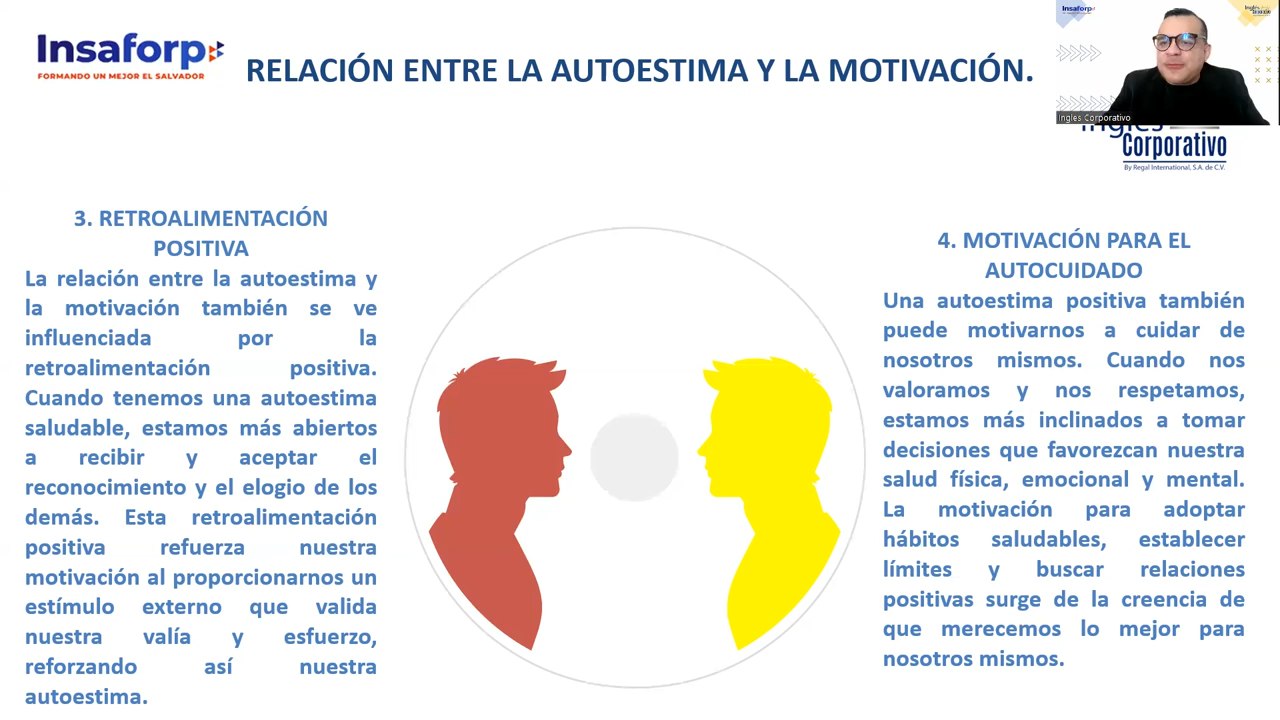 Insaforp
FORMANDO UN MEJOR EL SALVADOR
RELACIÓN ENTRE LA AUTOESTIMA Y LA MOTIVACIÓN.
Insaforp
Ingles Corporativo
Ingles
Corporativo
By Regal International, S.A. de C.V.
3. RETROALIMENTACIÓN
POSITIVA
La relación entre la autoestima y
la motivación también se ve
influenciada por la
retroalimentación positiva.
Cuando tenemos una autoestima
saludable, estamos más abiertos
a recibir y aceptar el
reconocimiento y el elogio de los
demás. Esta retroalimentación
positiva refuerza nuestra
motivación al proporcionarnos un
estímulo externo que valida
nuestra valía y esfuerzo,
reforzando así nuestra
autoestima.
4. MOTIVACIÓN PARA EL
AUTOCUIDADO
Una autoestima positiva también
puede motivarnos a cuidar de
nosotros mismos. Cuando nos
valoramos y nos respetamos,
estamos más inclinados a tomar
decisiones que favorezcan nuestra
salud física, emocional y mental.
La motivación para adoptar
hábitos saludables, establecer
límites y buscar relaciones
positivas surge de la creencia de
que merecemos lo mejor para
nosotros mismos.